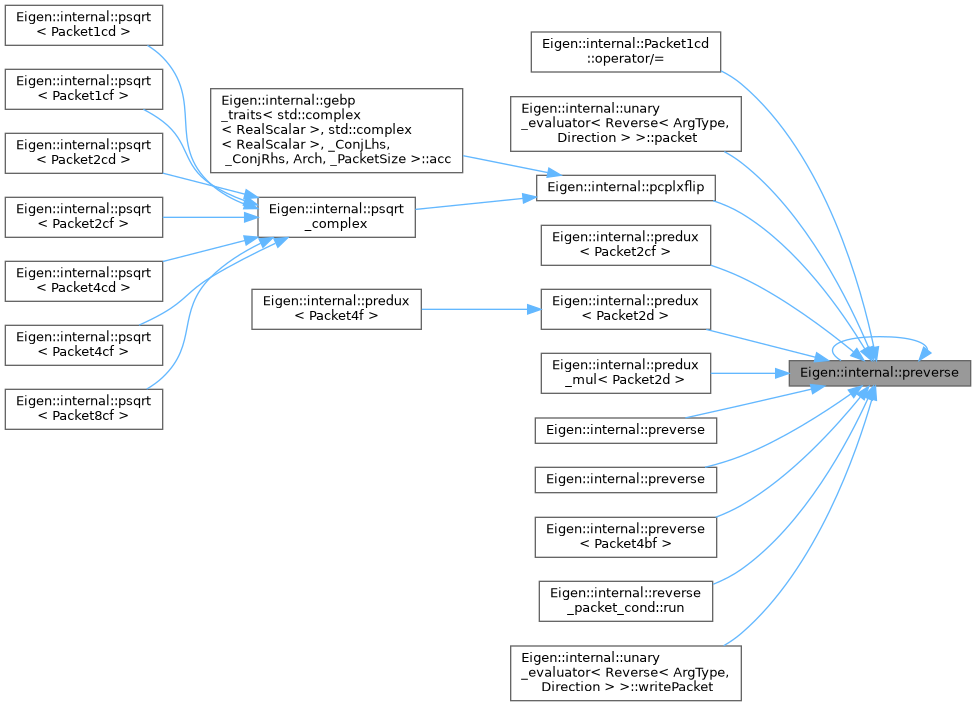 Eigen::internal::psqrt
< Packet1cd >
Eigen::internal::psqrt
< Packet1cf >
Eigen::internal::psqrt
< Packet2cd >
Eigen::internal::psqrt
< Packet2cf >
Eigen::internal::psqrt
< Packet4cd >
Eigen::internal::psqrt
< Packet4cf >
Eigen::internal::psqrt
< Packet8cf >
Eigen::internal::gebp
_traits< std::complex
< RealScalar >, std::complex
< RealScalar >, _ConjLhs,
_ConjRhs, Arch, _PacketSize >::acc
Eigen::internal::psqrt
_complex
Eigen::internal::predux
< Packet4f >
Eigen::internal::Packet1cd
::operator/=
Eigen::internal::unary
_evaluator< Reverse< ArgType,
Direction > >::packet
Eigen::internal::pcplxflip
Eigen::internal::predux
< Packet2cf >
Eigen::internal::predux
< Packet2d >
Eigen::internal::predux
_mul< Packet2d >
Eigen::internal::preverse
Eigen::internal::preverse
Eigen::internal::preverse
< Packet4bf >
Eigen::internal::reverse
_packet_cond::run
Eigen::internal::unary
_evaluator< Reverse< ArgType,
Direction > >::writePacket
Eigen::internal::preverse